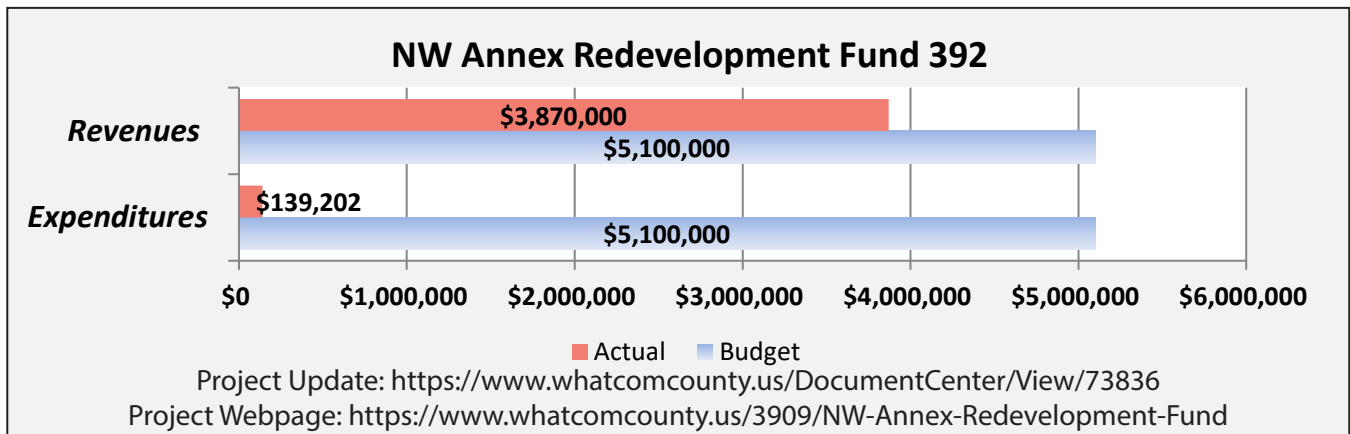 NW Annex Redevelopment Fund 392
Revenues
$3,870,000
$5,100,000
Expenditures
$139,202
$5,100,000
$0 $1,000,000 $2,000,000 $3,000,000 $4,000,000 $5,000,000 $6,000,000
Actual Budget
Project Update: https://www.whatcomcounty.us/DocumentCenter/View/73836
Project Webpage: https://www.whatcomcounty.us/3909/NW-Annex-Redevelopment-Fund